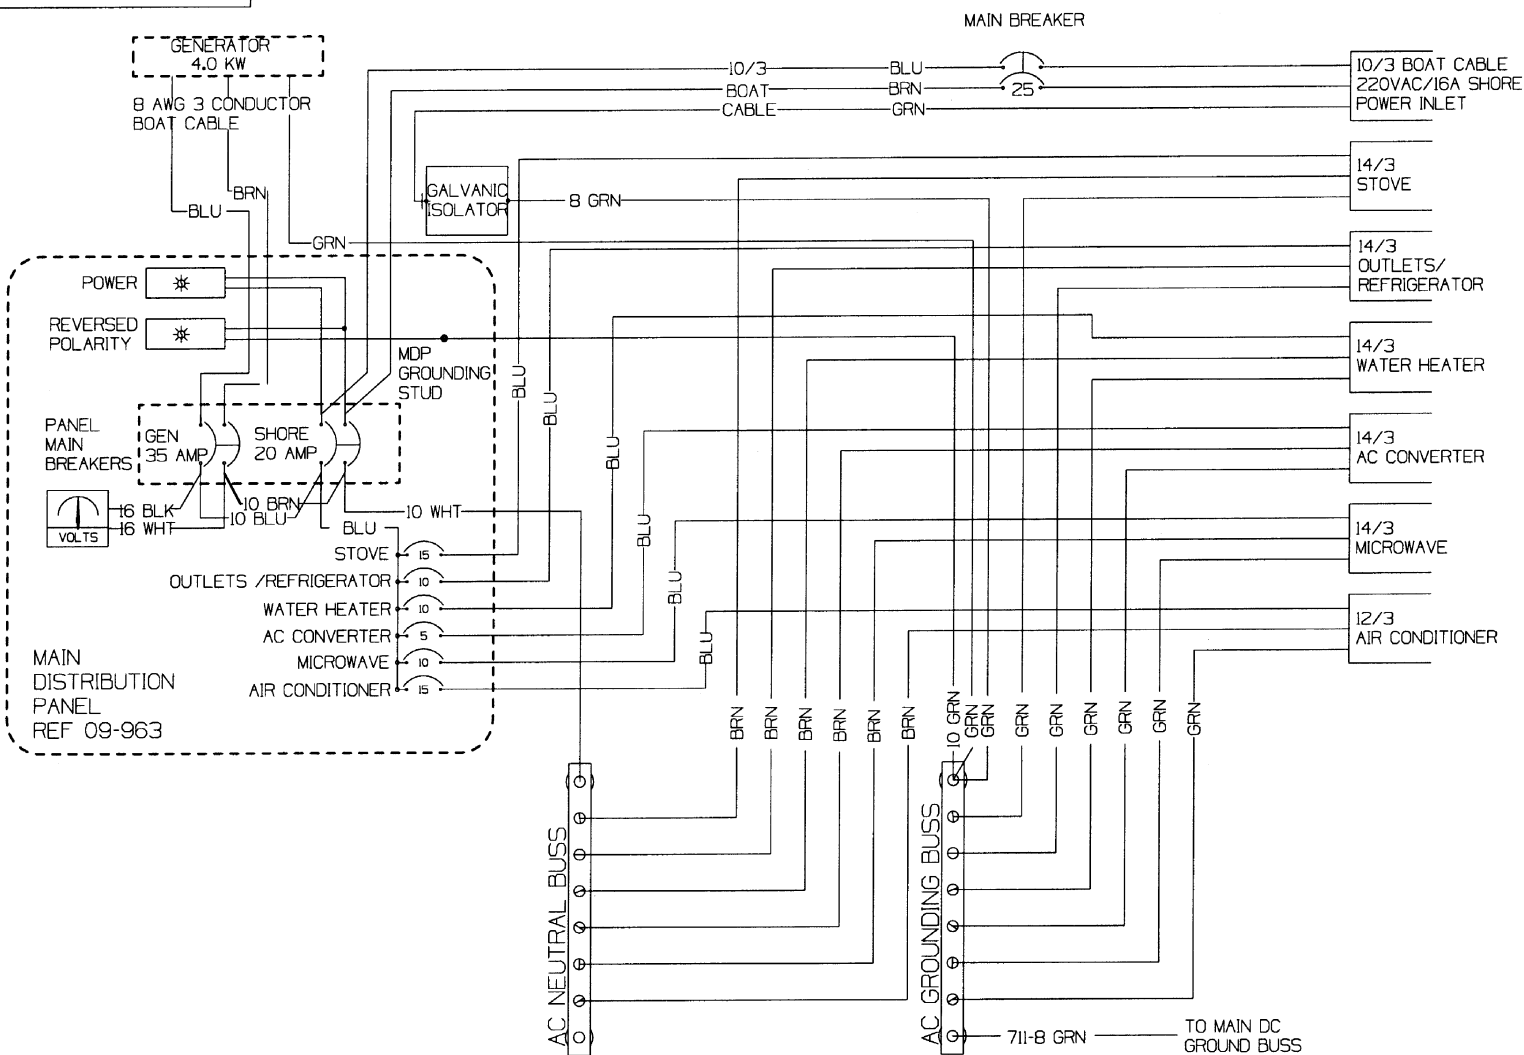 MAIN BREAKER
GENERATOR
4.0 KW
8 AWG 3 CONDUCTOR
BOAT CABLE
10/3
BLU
BOAT
BRN
25
CABLE
GRN
10/3 BOAT CABLE
220VAC/16A SHORE
POWER INLET
BRN
BLU
GALVANIC
ISOLATOR
8 GRN
14/3
STOVE
GRN
14/3
OUTLETS/
REFRIGERATOR
POWER
REVERSED
POLARITY
MDP
GROUNDING
STUD
14/3
WATER HEATER
BLU
BLU
BLU
BLU
BLU
BLU
PANEL
MAIN
BREAKERS
GEN
35 AMP
SHORE
20 AMP
14/3
AC CONVERTER
VOLTS
16 BLK
16 WHT
10 BRN
10 BLU
10 WHT
BLU
14/3
MICROWAVE
STOVE
15
OUTLETS /REFRIGERATOR
10
WATER HEATER
10
AC CONVERTER
5
MICROWAVE
10
AIR CONDITIONER
15
12/3
AIR CONDITIONER
MAIN
DISTRIBUTION
PANEL
REF 09-963
BRN
BRN
BRN
BRN
BRN
BRN
10 GRN
GRN
GRN
GRN
GRN
GRN
GRN
GRN
GRN
AC NEUTRAL BUSS
AC GROUNDING BUSS
711-8 GRN
TO MAIN DC
GROUND BUSS